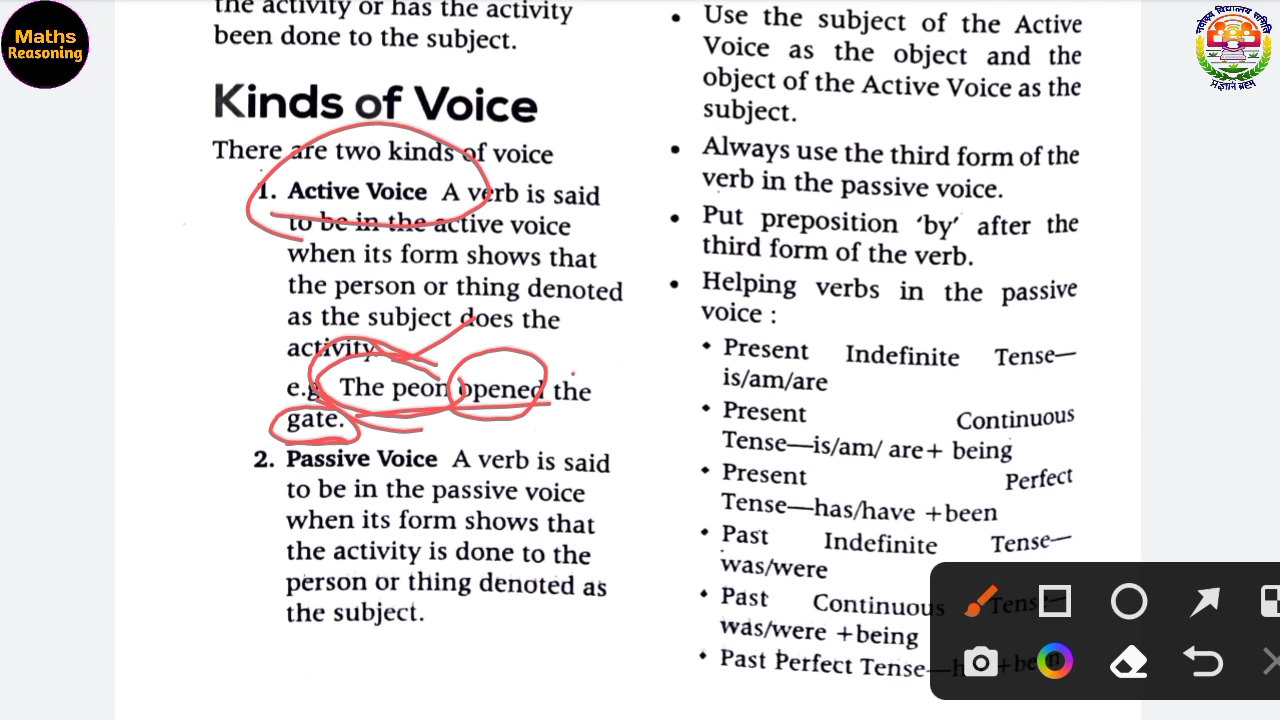 Maths
Reasoning
the activity or has the activity
been done to the subject.
Kinds of Voice
There are two kinds of voice
1. Active Voice A verb is said
to be in the active voice
when its form shows that
the person or thing denoted
as the subject does the
activity.
e.g. The peon opened the
gate.
2. Passive Voice A verb is said
to be in the passive voice
when its form shows that
the activity is done to the
person or thing denoted as
the subject.
• Use the subject of the Active
Voice as the object and the
object of the Active Voice as the
subject.
• Always use the third form of the
verb in the passive voice.
• Put preposition ‘by’ after the
third form of the verb.
• Helping verbs in the passive
voice :
• Present Indefinite Tense—
is/am/are
• Present Continuous
Tense—is/am/ are+ being
• Present Perfect
Tense—has/have +been
• Past Indefinite Tense—
was/were
• Past Continuous Tense—
was/were +being
• Past Perfect Tense—
नवोदय विद्यालय समिति
प्रज्ञानं ब्रह्म